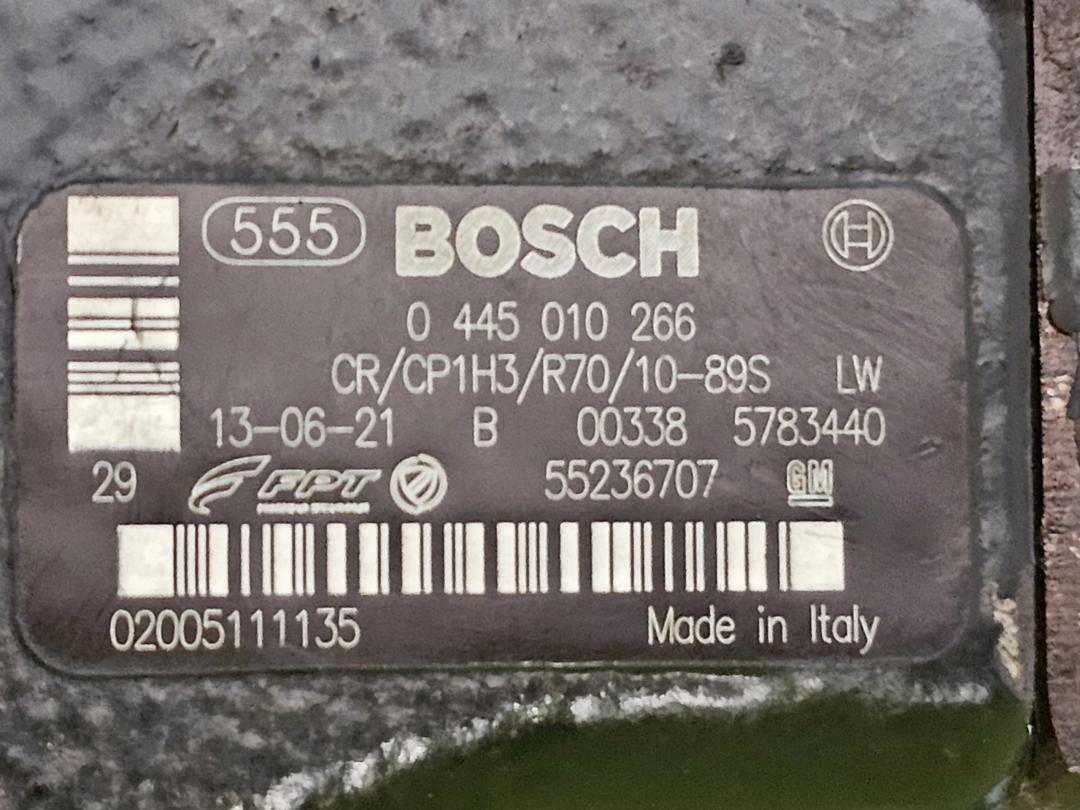 555 BOSCH
0 445 010 266
CR/CP1H3/R70/10-89S LW
13-06-21 B 00338 5783440
29 FPT 55236707 GM
02005111135 Made in Italy